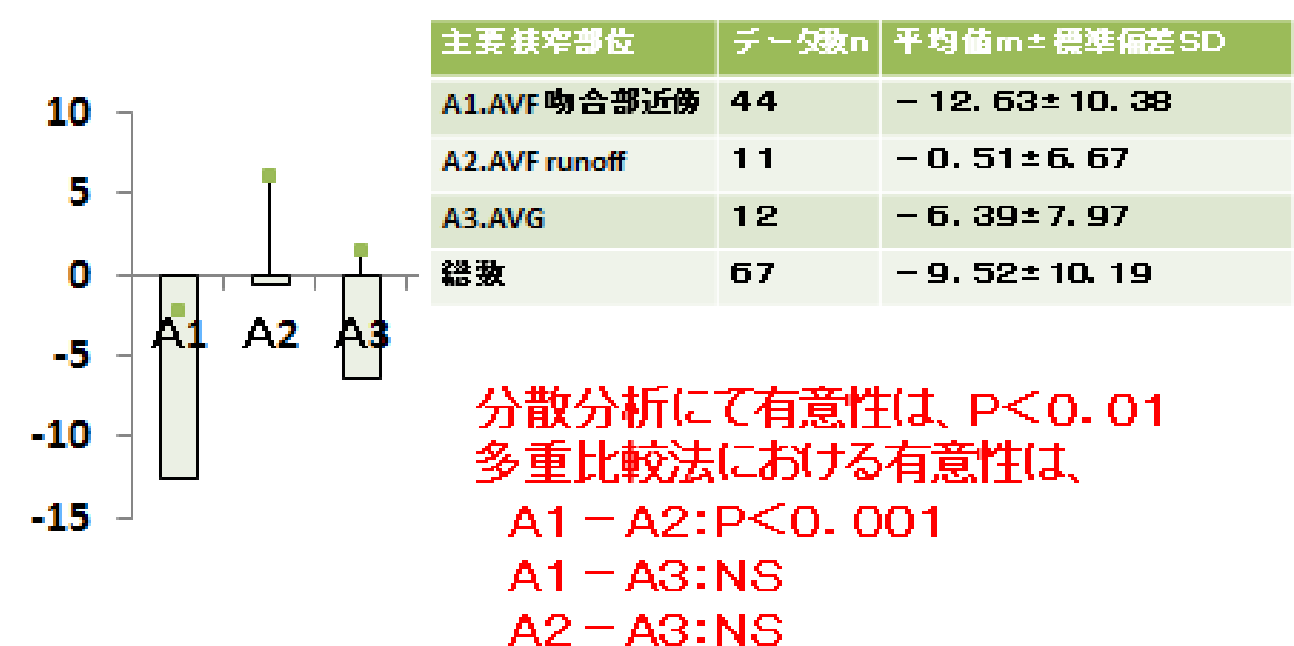 10
5
0
-5
-10
-15
A1 A2 A3
主要狭窄部位 データ数n 平均値m±標準偏差SD
A1.AVF吻合部近傍 44 －12．63±10．38
A2.AVF runoff 11 －0．51±6．67
A3.AVG 12 －6．39±7．97
総数 67 －9．52±10．19
分散分析にて有意性は、P＜0．01
多重比較法における有意性は、
A1－A2：P＜0．001
A1－A3：NS
A2－A3：NS